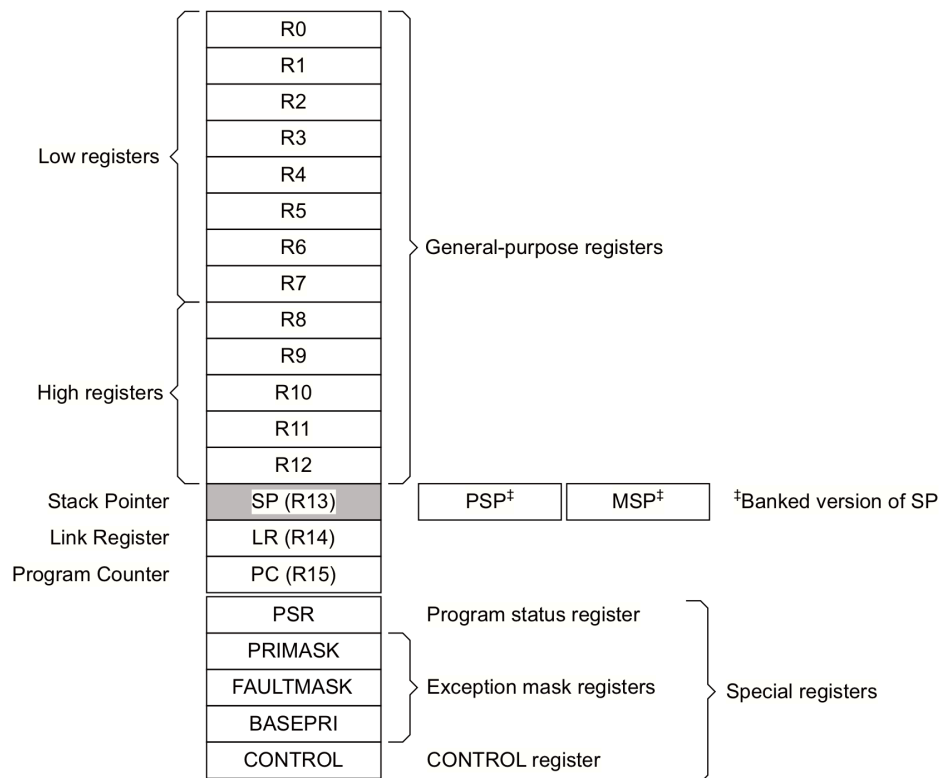 R0
R1
R2
R3
Low registers
R4
R5
R6
General-purpose registers
R7
R8
R9
High registers
R10
R11
R12
Stack Pointer SP (R13) PSP‡ MSP‡ ‡Banked version of SP
Link Register LR (R14)
Program Counter PC (R15)
PSR Program status register
PRIMASK
FAULTMASK Exception mask registers Special registers
BASEPRI
CONTROL CONTROL register